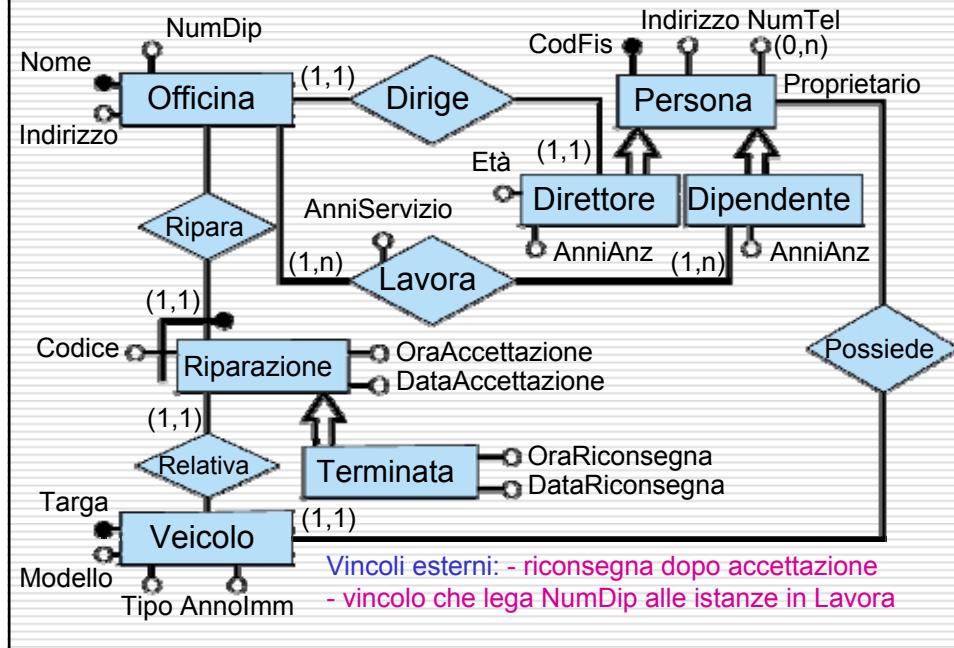 Indirizzo NumTel
NumDip
CodFis
(0,n)
Nome
(1,1)
Officina
Dirige
Persona
Proprietario
Indirizzo
(1,1)
Età
Direttore
Dipendente
AnniServizio
Ripara
AnniAnz
AnniAnz
(1,n)
Lavora
(1,n)
(1,1)
Codice
Riparazione
OraAccettazione
DataAccettazione
Possiede
(1,1)
Relativa
Terminata
OraRiconsegna
DataRiconsegna
Targa
(1,1)
Veicolo
Modello
Tipo AnnoImm
Vincoli esterni: - riconsegna dopo accettazione
- vincolo che lega NumDip alle istanze in Lavora